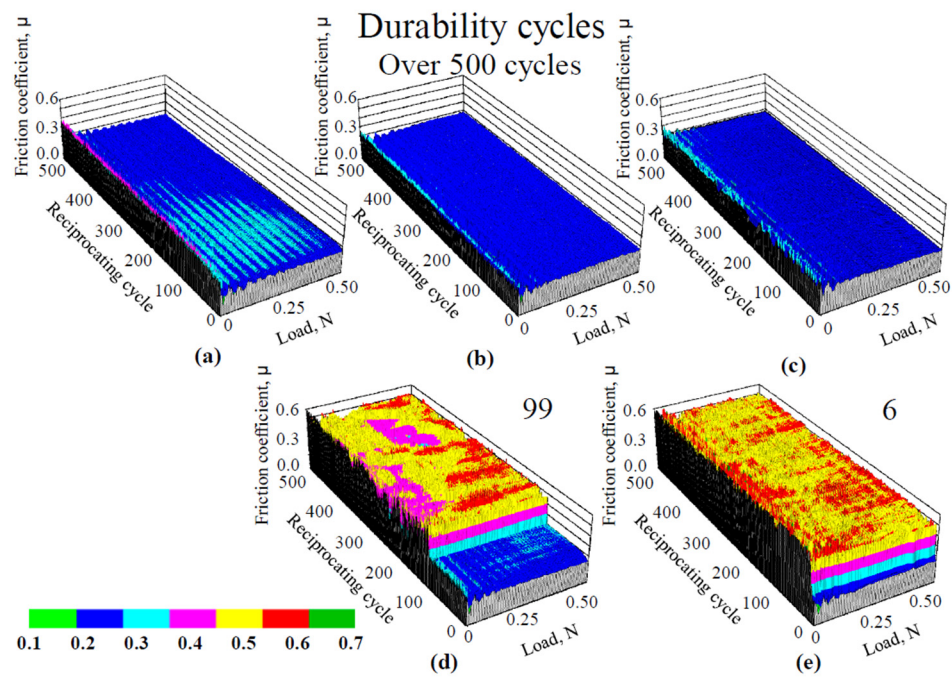 Durability cycles
Over 500 cycles
Friction coefficient, μ
0.6
0.3
0.0
500
400
300
200
100
0
Reciprocating cycle
0
0.25
0.50
Load, N
(a)
Friction coefficient, μ
0.6
0.3
0.0
500
400
300
200
100
0
Reciprocating cycle
0
0.25
0.50
Load, N
(b)
Friction coefficient, μ
0.6
0.3
0.0
500
400
300
200
100
0
Reciprocating cycle
0
0.25
0.50
Load, N
(c)
99
Friction coefficient, μ
0.6
0.3
0.0
500
400
300
200
100
0
Reciprocating cycle
0
0.25
0.50
Load, N
(d)
6
Friction coefficient, μ
0.6
0.3
0.0
500
400
300
200
100
0
Reciprocating cycle
0
0.25
0.50
Load, N
(e)
0.1 0.2 0.3 0.4 0.5 0.6 0.7